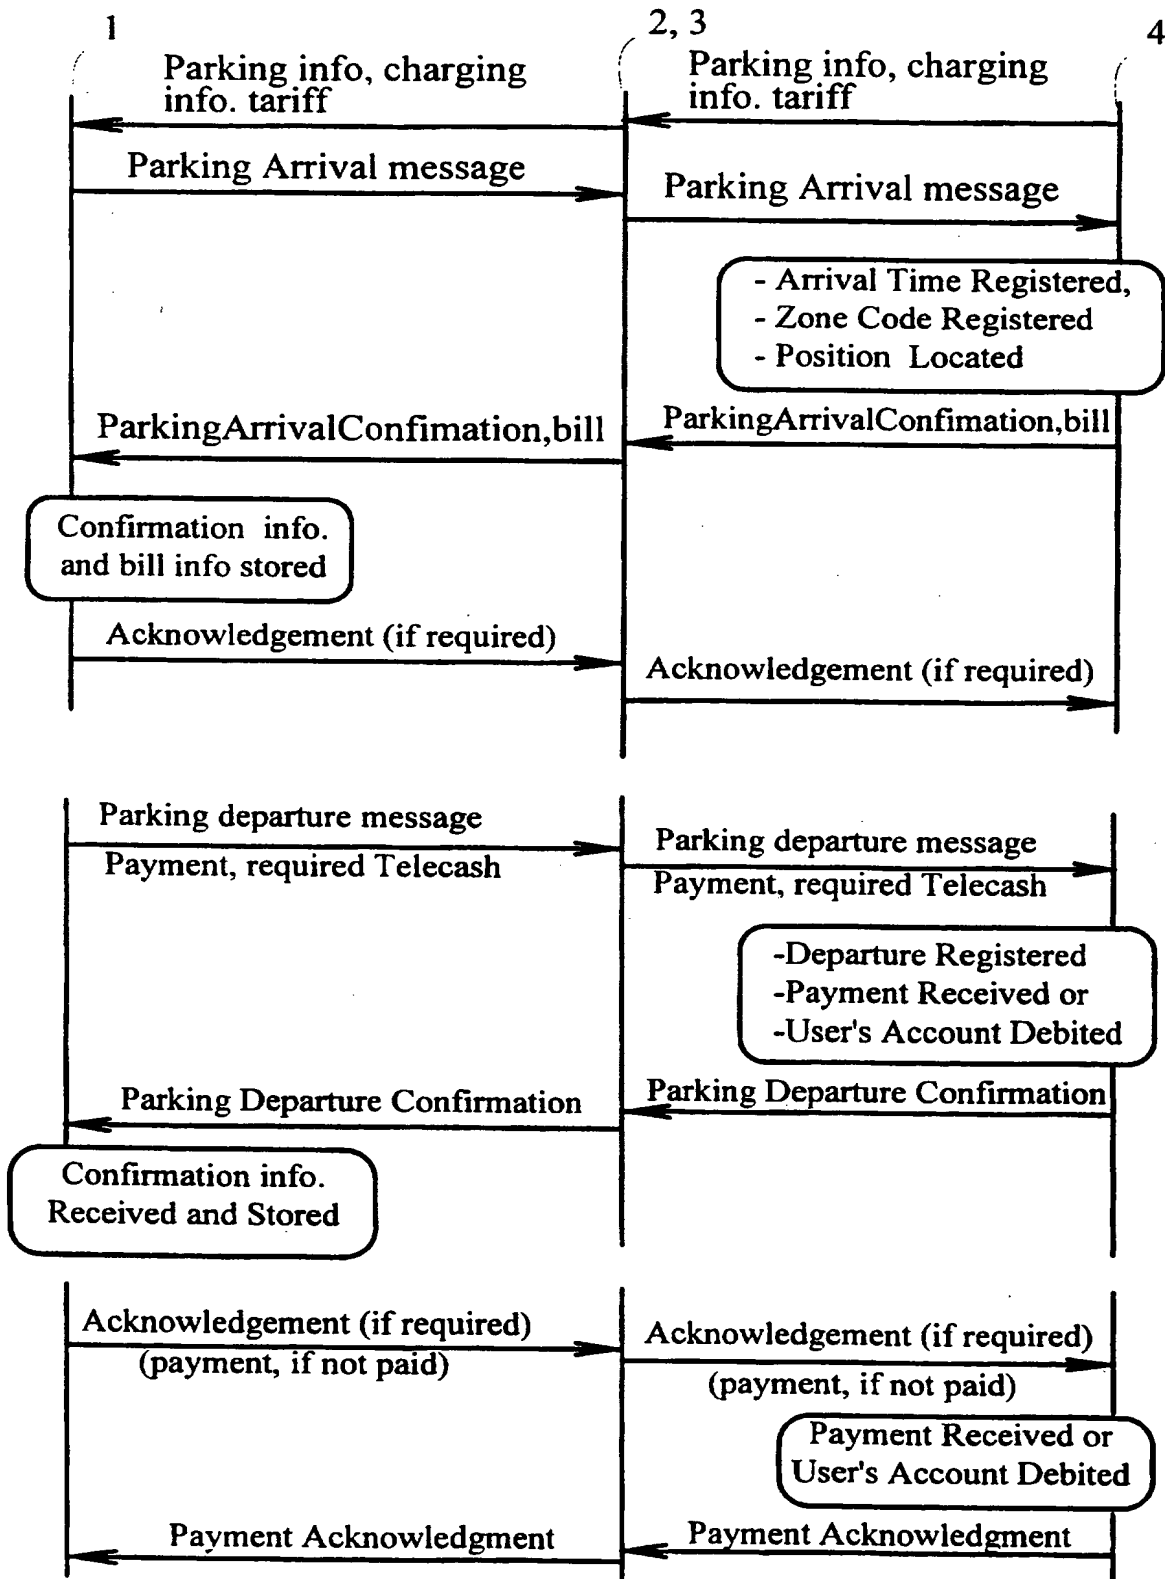 1
2, 3
4
Parking info, charging
info. tariff
Parking info, charging
info. tariff
Parking Arrival message
Parking Arrival message
- Arrival Time Registered,
- Zone Code Registered
- Position Located
ParkingArrivalConfimation,bill
ParkingArrivalConfimation,bill
Confirmation info.
and bill info stored
Acknowledgement (if required)
Acknowledgement (if required)
Parking departure message
Payment, required Telecash
Parking departure message
Payment, required Telecash
-Departure Registered
-Payment Received or
-User's Account Debited
Parking Departure Confirmation
Parking Departure Confirmation
Confirmation info.
Received and Stored
Acknowledgement (if required)
(payment, if not paid)
Acknowledgement (if required)
(payment, if not paid)
Payment Received or
User's Account Debited
Payment Acknowledgment
Payment Acknowledgment